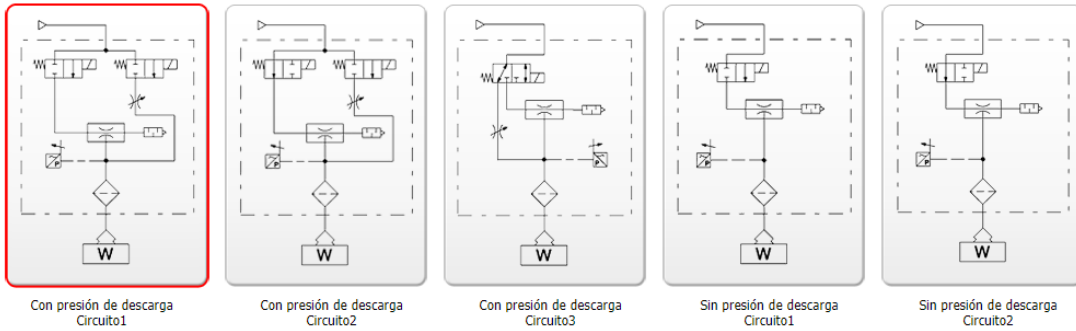 P
W
Con presión de descarga
Circuito1
P
W
Con presión de descarga
Circuito2
P
W
Con presión de descarga
Circuito3
P
W
Sin presión de descarga
Circuito1
P
W
Sin presión de descarga
Circuito2